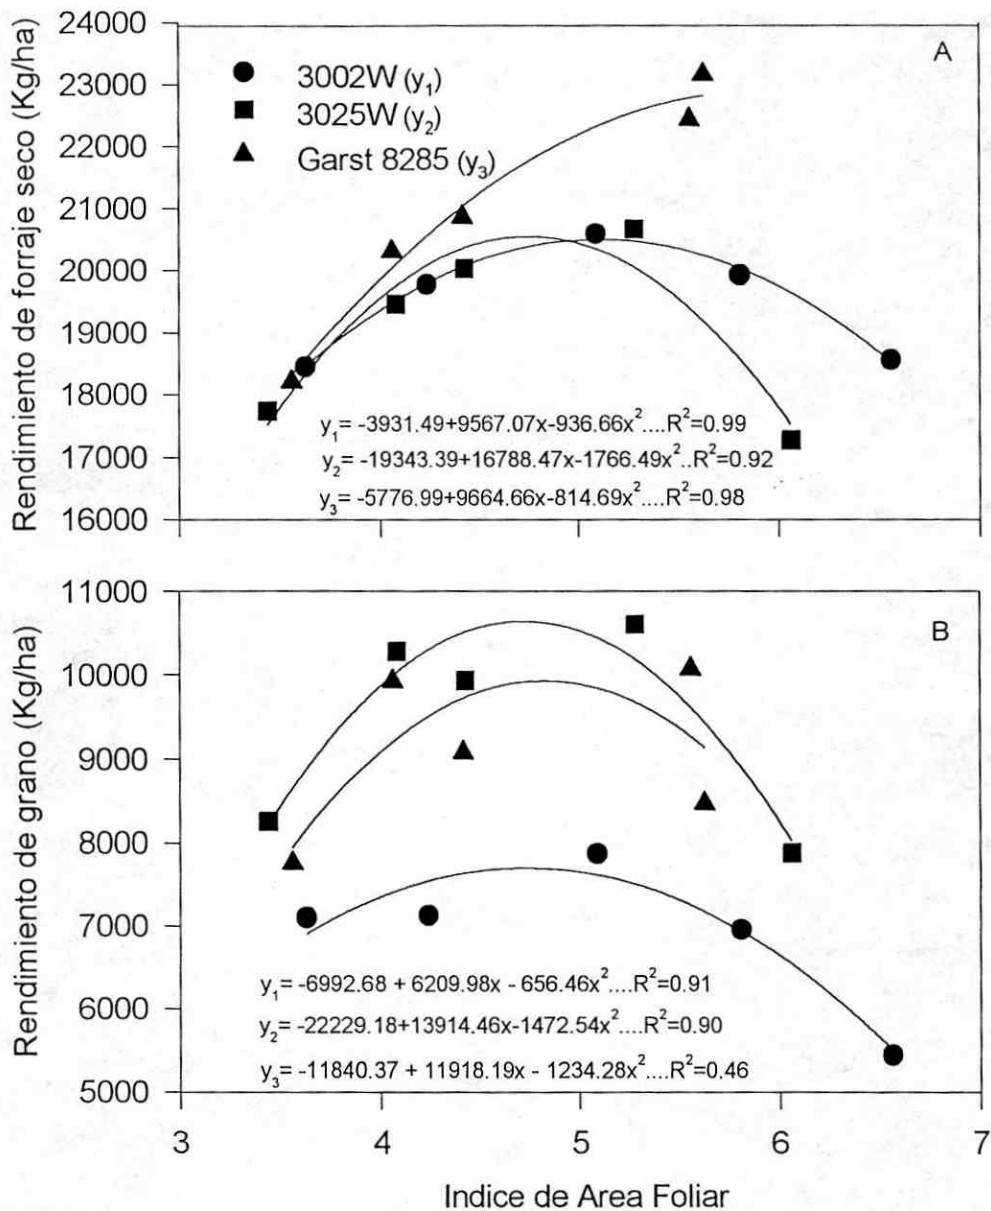 Rendimiento de forraje seco (Kg/ha)
24000
23000
22000
21000
20000
19000
18000
17000
16000
A
3002W (y₁)
3025W (y₂)
Garst 8285 (y₃)
y₁= -3931.49+9567.07x-936.66x²....R²=0.99
y₂= -19343.39+16788.47x-1766.49x²..R²=0.92
y₃= -5776.99+9664.66x-814.69x²....R²=0.98
Rendimiento de grano (Kg/ha)
11000
10000
9000
8000
7000
6000
5000
B
y₁= -6992.68 + 6209.98x - 656.46x²....R²=0.91
y₂= -22229.18+13914.46x-1472.54x²....R²=0.90
y₃= -11840.37 + 11918.19x - 1234.28x²....R²=0.46
3 4 5 6 7
Indice de Area Foliar